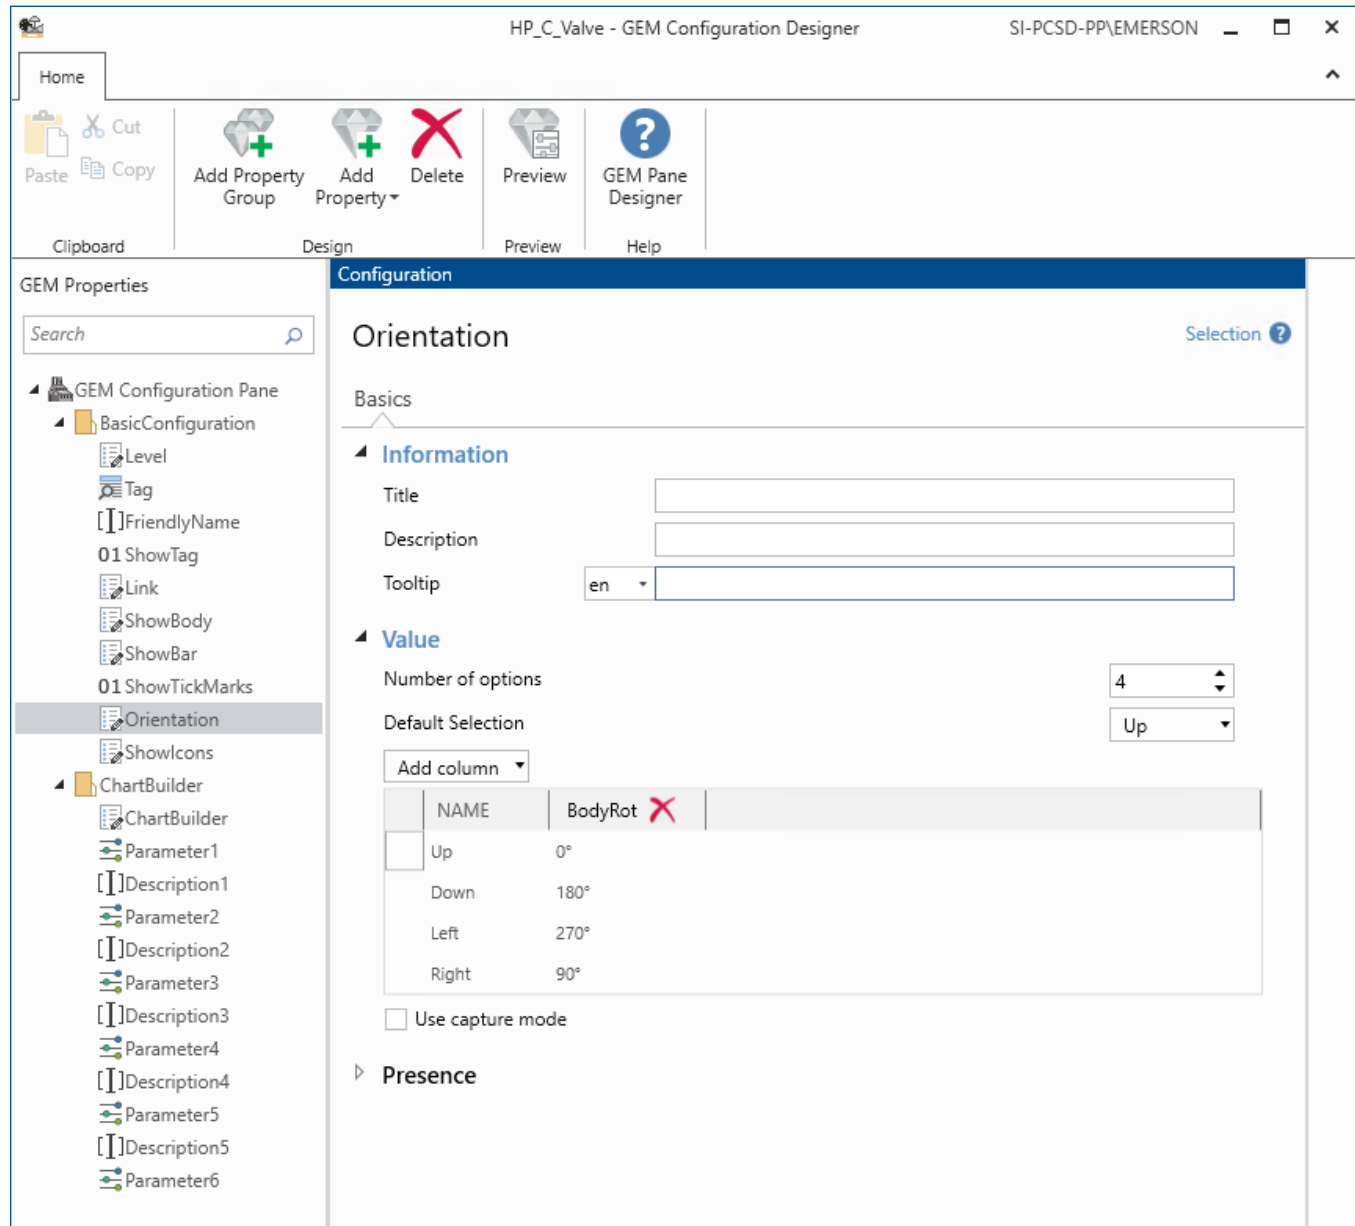 HP_C_Valve - GEM Configuration Designer
SI-PCSD-PP\EMERSON
Home
Paste
Cut
Copy
Clipboard
Add Property
Group
Add
Property
Delete
Design
Preview
Preview
GEM Pane
Designer
Help
GEM Properties
Search
GEM Configuration Pane
BasicConfiguration
Level
Tag
[I]FriendlyName
01 ShowTag
Link
ShowBody
ShowBar
01 ShowTickMarks
Orientation
ShowIcons
ChartBuilder
ChartBuilder
Parameter1
[I]Description1
Parameter2
[I]Description2
Parameter3
[I]Description3
Parameter4
[I]Description4
Parameter5
[I]Description5
Parameter6
Configuration
Orientation
Selection ?
Basics
Information
Title
Description
Tooltip en
Value
Number of options 4
Default Selection Up
Add column
NAME BodyRot
Up 0°
Down 180°
Left 270°
Right 90°
Use capture mode
Presence